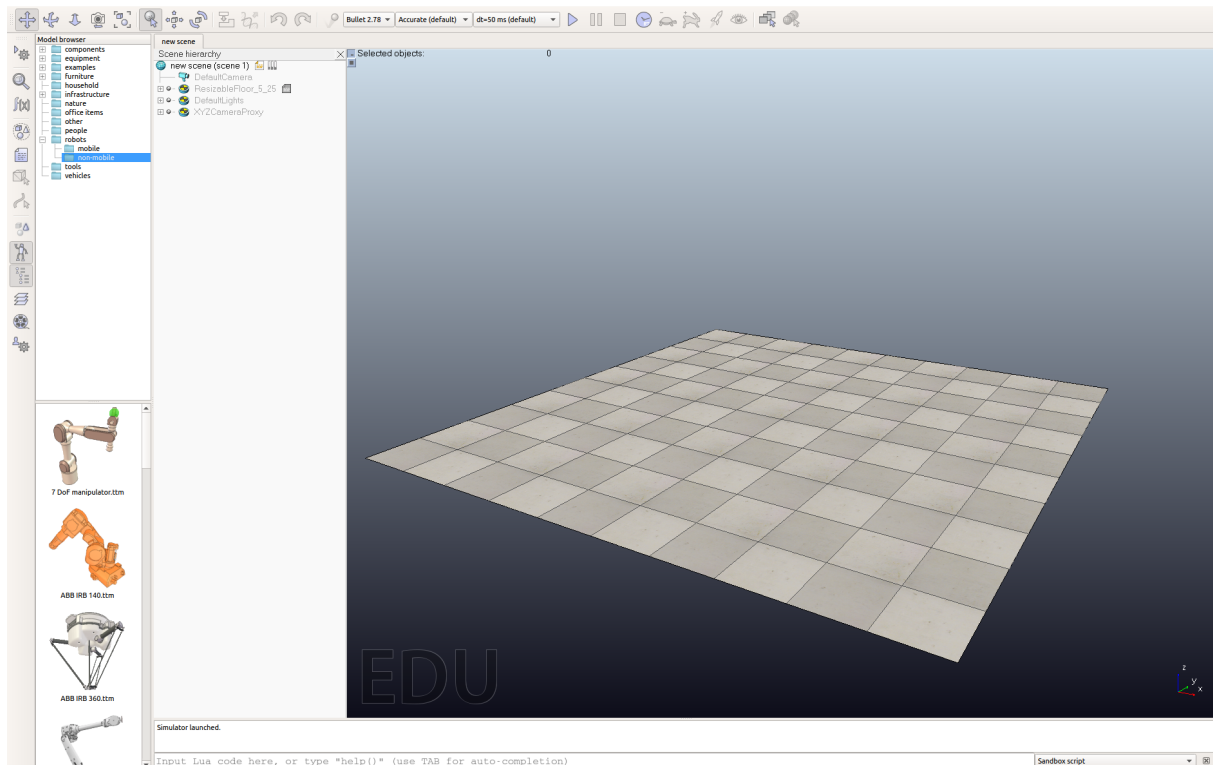 Bullet 2.78
Accurate (default)
dt=50 ms (default)
Model browser
components
equipment
examples
furniture
household
infrastructure
nature
office items
other
people
robots
mobile
non-mobile
tools
vehicles
7 DoF manipulator.ttm
ABB IRB 140.ttm
ABB IRB 360.ttm
new scene
Scene hierarchy
new scene (scene 1)
DefaultCamera
ResizableFloor_5_25
DefaultLights
XYZCameraProxy
Selected objects: 0
EDU
z
y
x
Simulator launched.
Input Lua code here, or type "help()" (use TAB for auto-completion)
Sandbox script